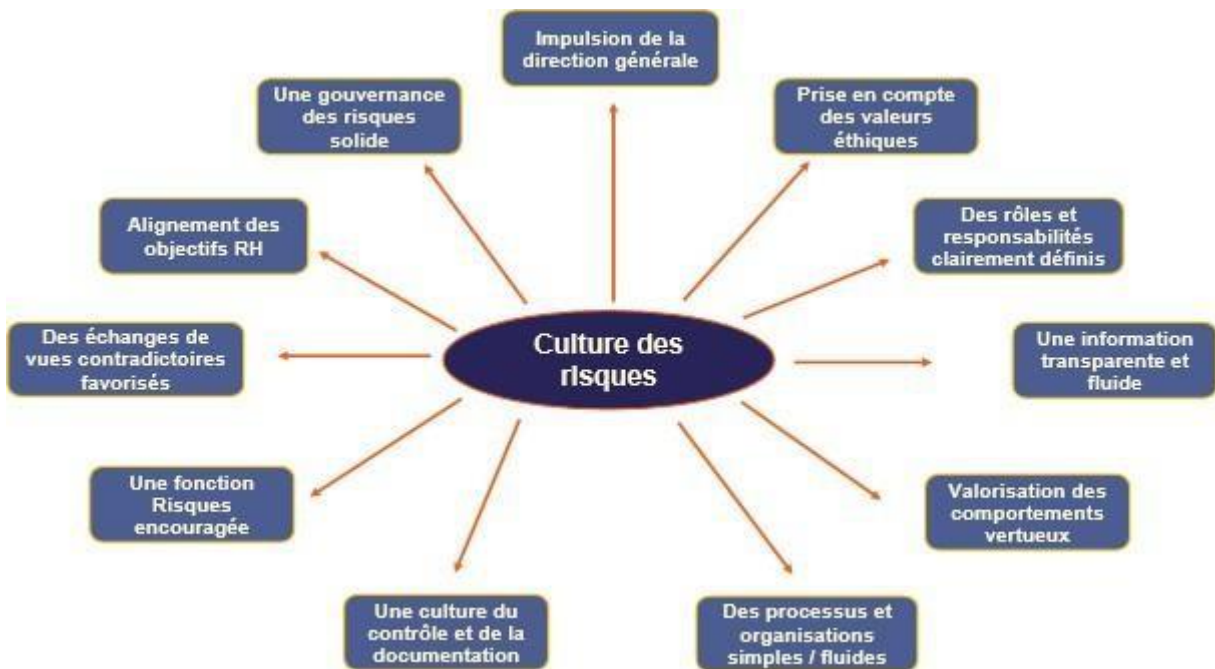 Impulsion de la
direction générale
Une gouvernance
des risques
solide
Prise en compte
des valeurs
éthiques
Alignement des
objectifs RH
Des rôles et
responsabilités
clairement définis
Des échanges de
vues contradictoires
favorisés
Culture des
risques
Une information
transparente et
fluide
Une fonction
Risques
encouragée
Valorisation des
comportements
vertueux
Une culture du
contrôle et de la
documentation
Des processus et
organisations
simples / fluides